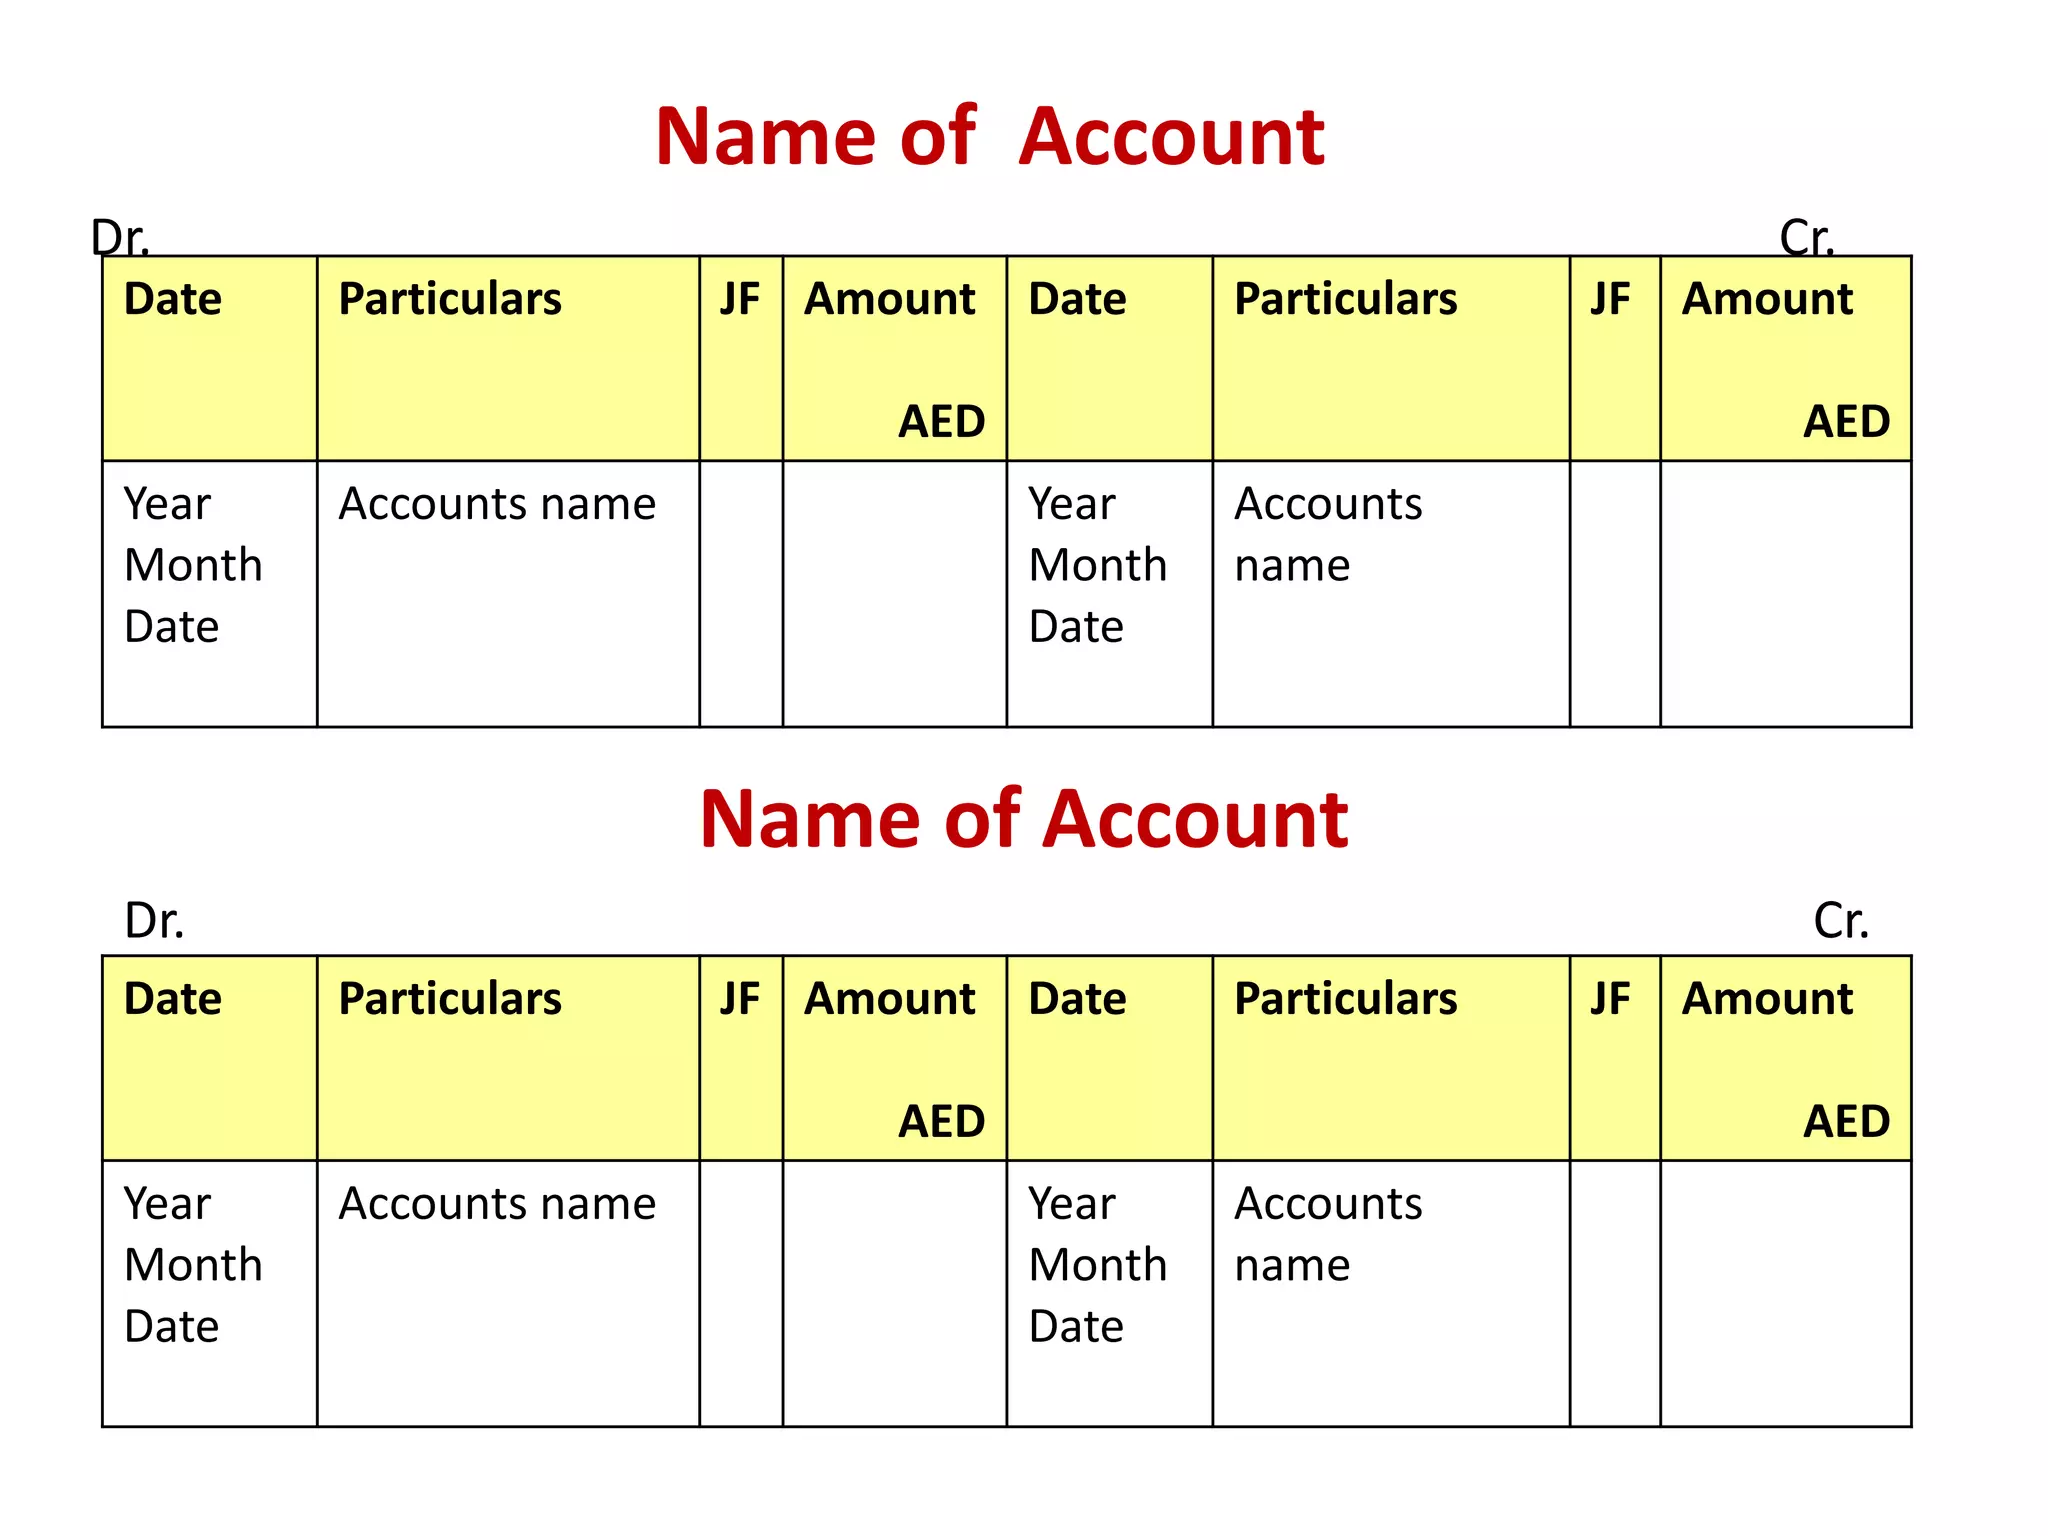 Name of  Account
Dr. Cr.
Date Particulars JF Amount Date Particulars JF Amount
AED AED
Year Accounts name Year Accounts
Month Month name
Date Date
Name of Account
Dr. Cr.
Date Particulars JF Amount Date Particulars JF Amount
AED AED
Year Accounts name Year Accounts
Month Month name
Date Date